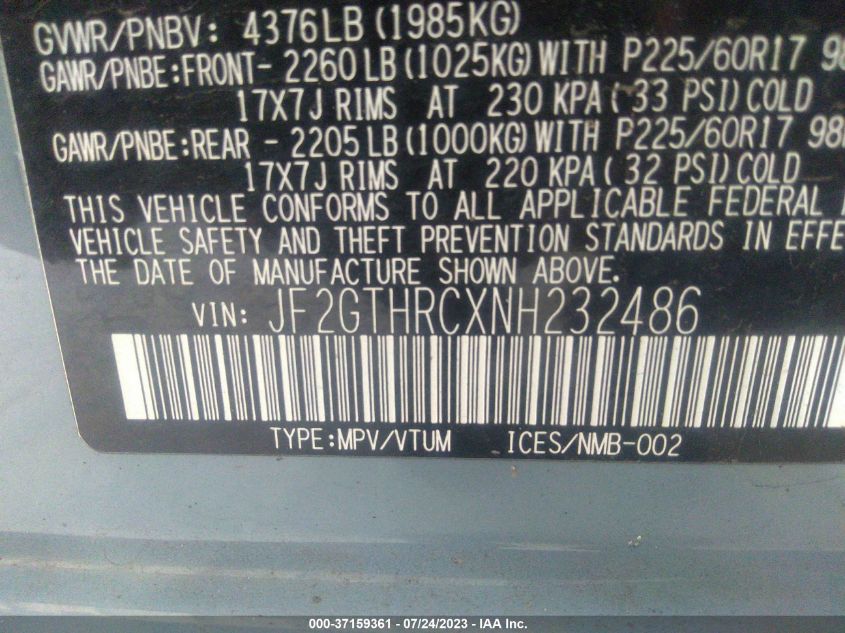 GVWR/PNBV: 4376LB (1985KG)
GAWR/PNBE:FRONT- 2260 LB (1025KG) WITH P225/60R17 98
17X7J RIMS AT 230 KPA ( 33 PSI) COLD
GAWR/PNBE:REAR - 2205 LB (1000KG) WITH P225/60R17 98
17X7J RIMS AT 220 KPA ( 32 PSI) COLD
THIS VEHICLE CONFORMS TO ALL APPLICABLE FEDERAL
VEHICLE SAFETY AND THEFT PREVENTION STANDARDS IN EFFE
THE DATE OF MANUFACTURE SHOWN ABOVE.
VIN: JF2GTHRCXNH232486
TYPE:MPV/VTUM ICES/NMB-002
000-37159361 - 07/24/2023 - IAA Inc.